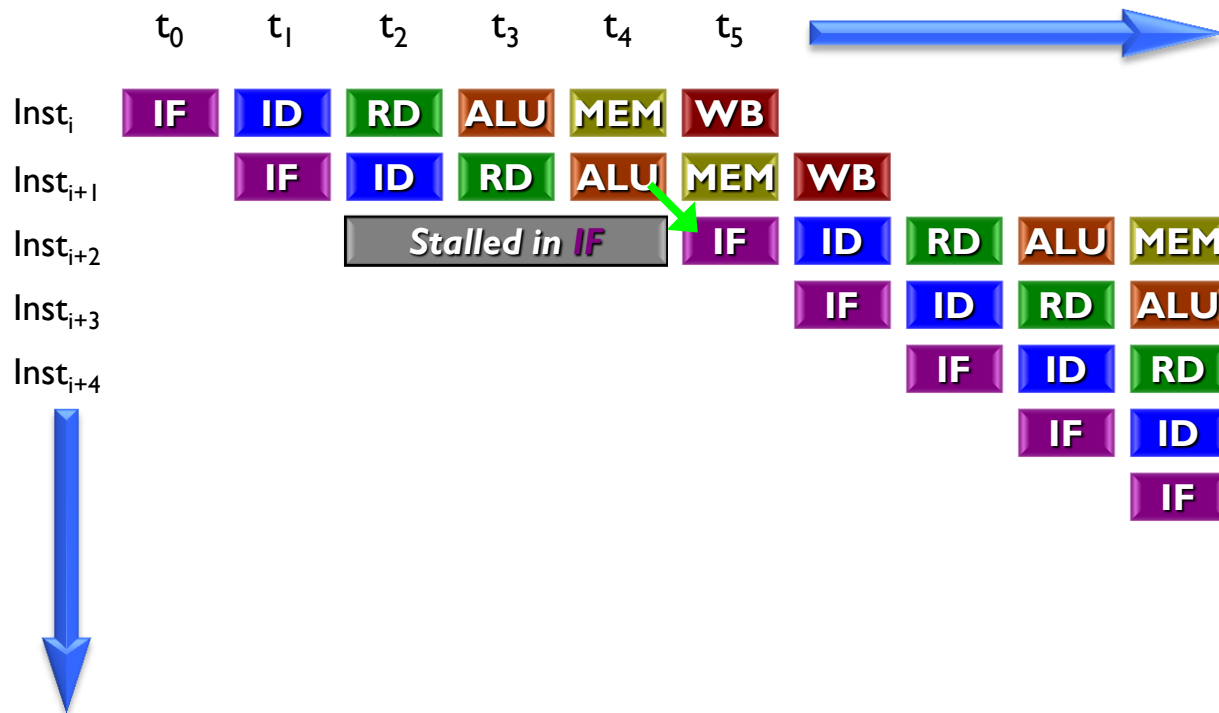 t₀ t₁ t₂ t₃ t₄ t₅
Instᵢ IF ID RD ALU MEM WB
Instᵢ₊₁ IF ID RD ALU MEM WB
Instᵢ₊₂ Stalled in IF IF ID RD ALU MEM
Instᵢ₊₃ IF ID RD ALU
Instᵢ₊₄ IF ID RD
IF ID
IF